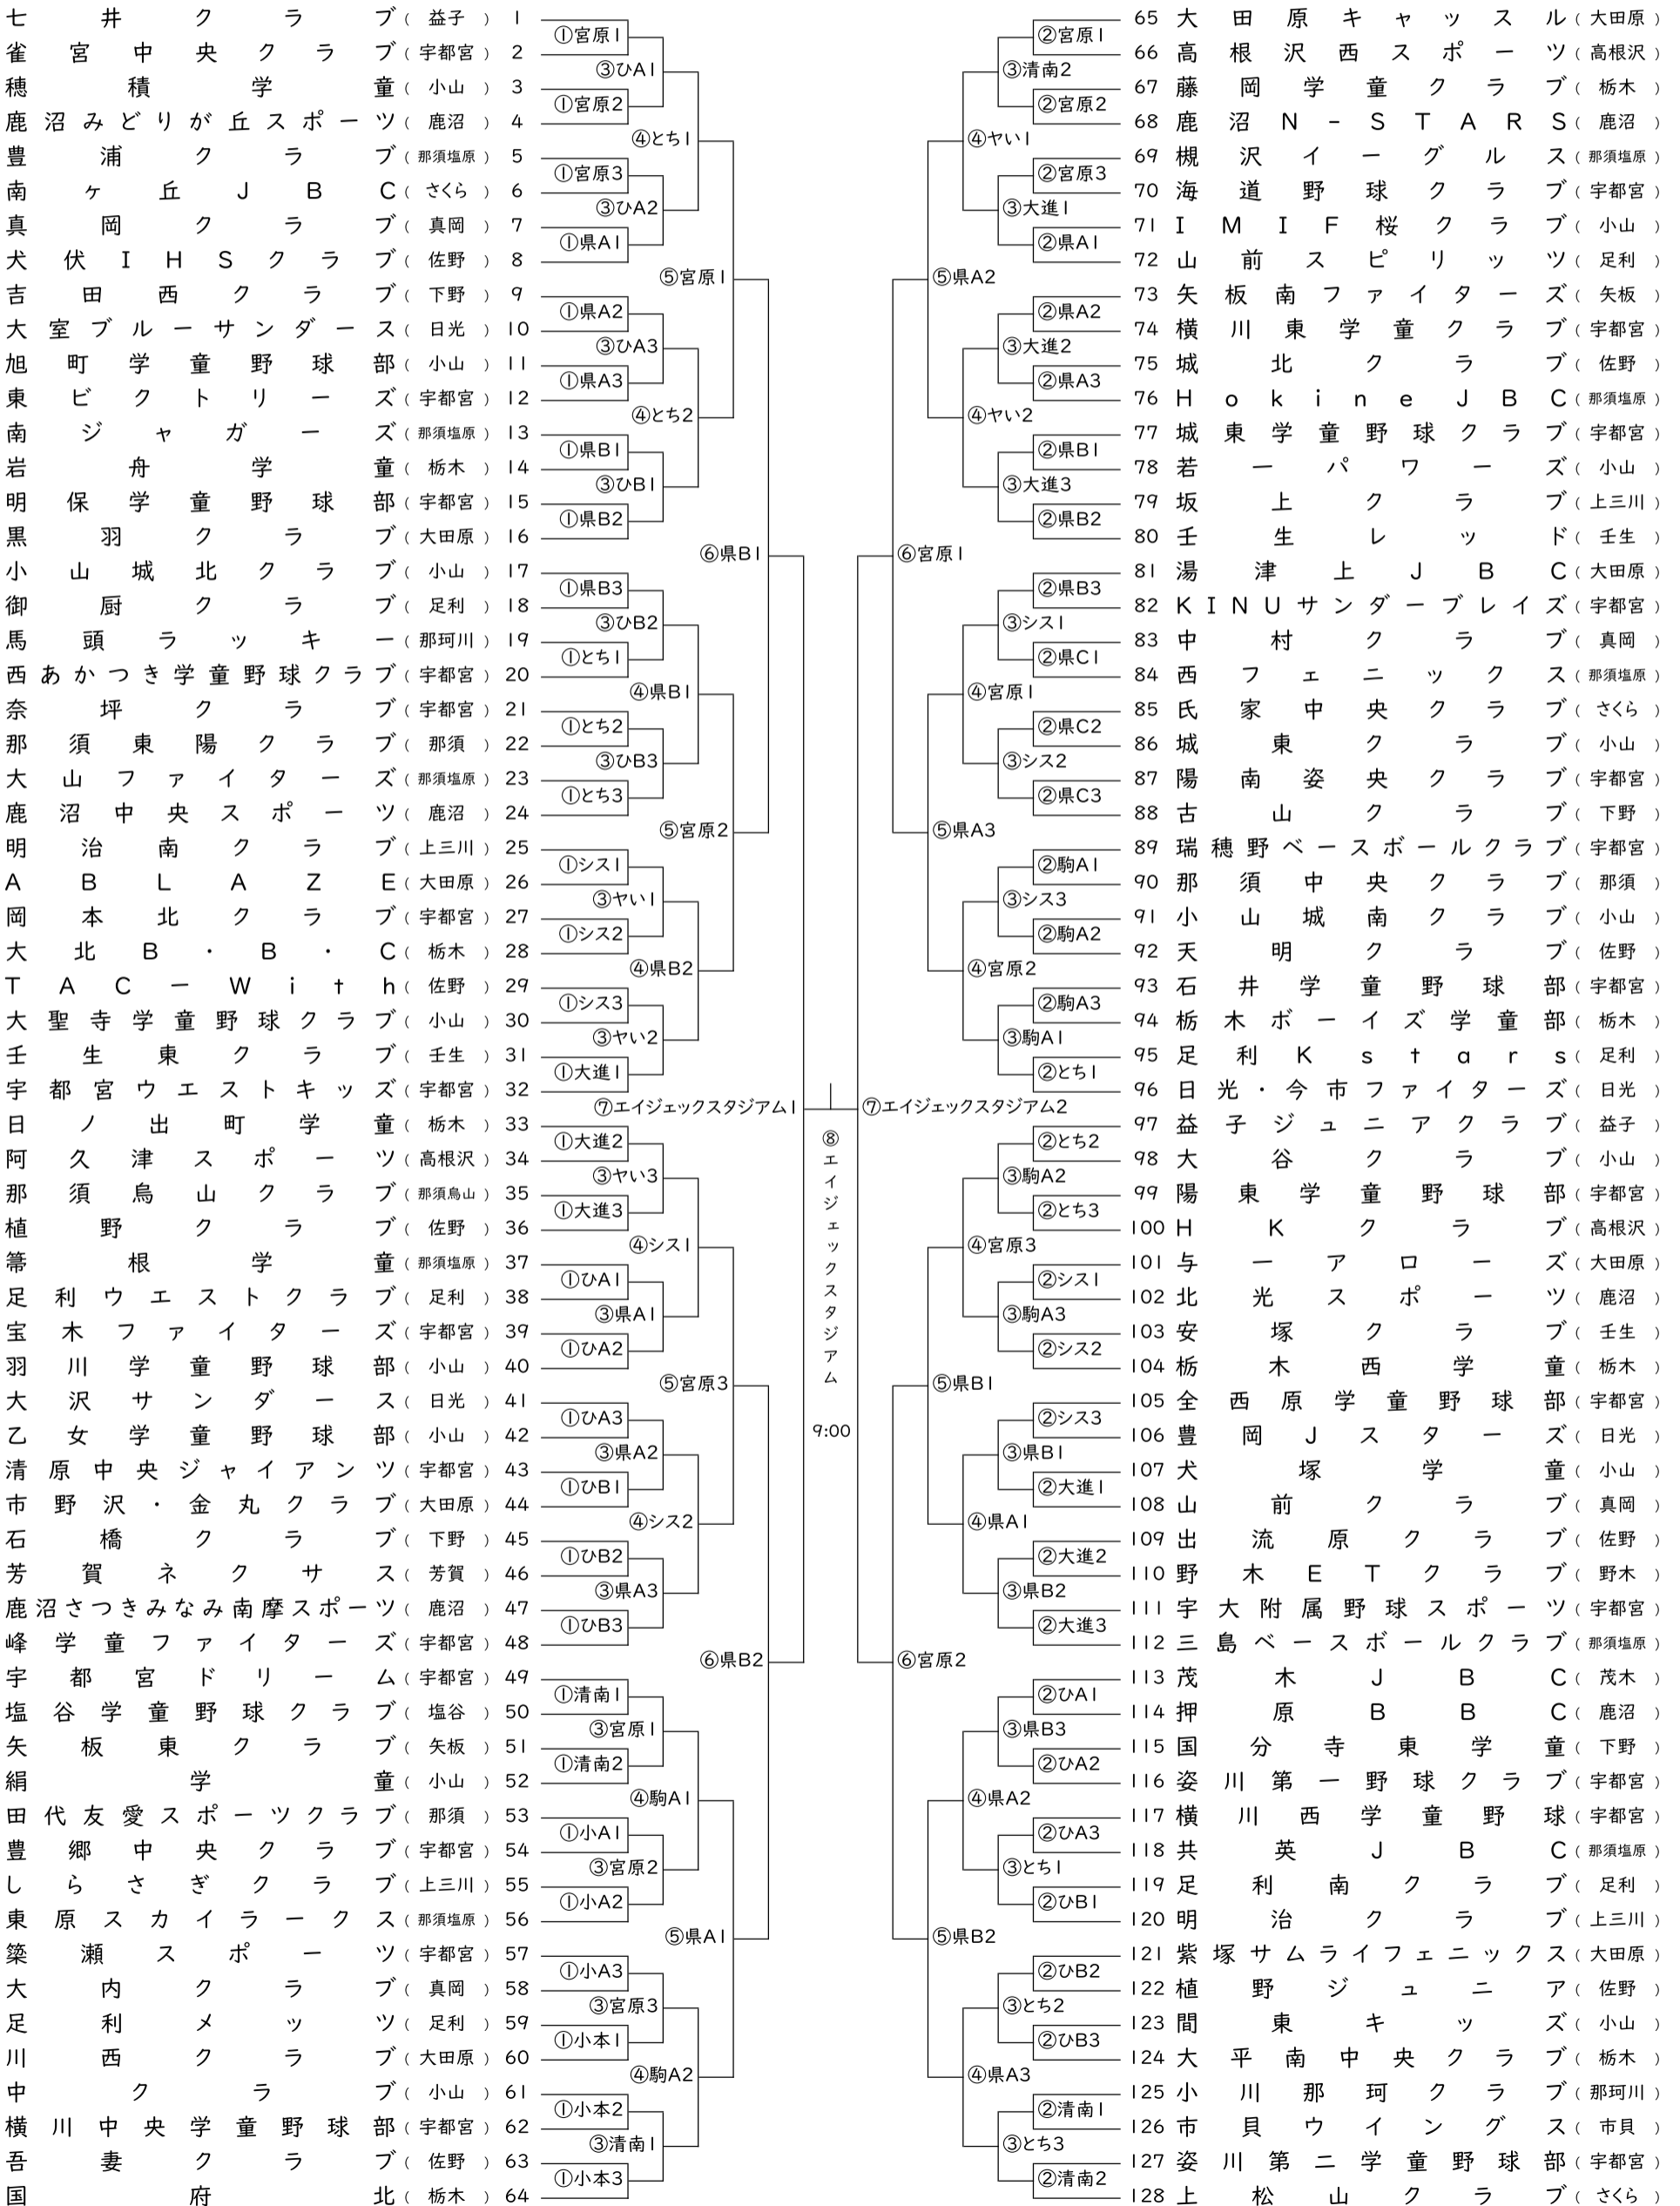 七井クラブ（益子）1
雀宮中央クラブ（宇都宮）2
穂積学童（小山）3
鹿沼みどりが丘スポーツ（鹿沼）4
豊浦クラブ（那須塩原）5
南ヶ丘JBC（さくら）6
真岡クラブ（真岡）7
犬伏IHSクラブ（佐野）8
吉田西クラブ（下野）9
大室ブルーサンダース（日光）10
旭町学童野球部（小山）11
東ビクトリーズ（宇都宮）12
南ジャガーズ（那須塩原）13
岩舟学童（栃木）14
明保学童野球部（宇都宮）15
黒羽クラブ（大田原）16
小山城北クラブ（小山）17
御厨クラブ（足利）18
馬頭ラッキー（那珂川）19
西あかつき学童野球クラブ（宇都宮）20
奈坪クラブ（宇都宮）21
那須東陽クラブ（那須）22
大山ファイターズ（那須塩原）23
鹿沼中央スポーツ（鹿沼）24
明治南クラブ（上三川）25
ABLAZE（大田原）26
岡本北クラブ（宇都宮）27
大北B・B・C（栃木）28
TAC－With（佐野）29
大聖寺学童野球クラブ（小山）30
壬生東クラブ（壬生）31
宇都宮ウエストキッズ（宇都宮）32
日ノ出町学童（栃木）33
阿久津スポーツ（高根沢）34
那須烏山クラブ（那須烏山）35
植野クラブ（佐野）36
箒根学童（那須塩原）37
足利ウエストクラブ（足利）38
宝木ファイターズ（宇都宮）39
羽川学童野球部（小山）40
大沢サンダース（日光）41
乙女学童野球部（小山）42
清原中央ジャイアンツ（宇都宮）43
市野沢・金丸クラブ（大田原）44
石橋クラブ（下野）45
芳賀ネクサス（芳賀）46
鹿沼さつきみなみ南摩スポーツ（鹿沼）47
峰学童ファイターズ（宇都宮）48
宇都宮ドリーム（宇都宮）49
塩谷学童野球クラブ（塩谷）50
矢板東クラブ（矢板）51
絹学童（小山）52
田代友愛スポーツクラブ（那須）53
豊郷中央クラブ（宇都宮）54
しらさぎクラブ（上三川）55
東原スカイラークス（那須塩原）56
簗瀬スポーツ（宇都宮）57
大内クラブ（真岡）58
足利メッツ（足利）59
川西クラブ（大田原）60
中クラブ（小山）61
横川中央学童野球部（宇都宮）62
吾妻クラブ（佐野）63
国府北（栃木）64
①宮原1
①宮原2
①宮原3
①県A1
①県A2
①県A3
①県B1
①県B2
①県B3
①とち1
①とち2
①とち3
①シス1
①シス2
①シス3
①大進1
①大進2
①大進3
①ひA1
①ひA2
①ひA3
①ひB1
①ひB2
①ひB3
①清南1
①清南2
①小A1
①小A2
①小A3
①小本1
①小本2
①小本3
③ひA1
③ひA2
③ひA3
③ひB1
③ひB2
③ひB3
③ヤい1
③ヤい2
③ヤい3
③県A1
③県A2
③県A3
③宮原1
③宮原2
③宮原3
③清南1
④とち1
④とち2
④県B1
④県B2
④シス1
④シス2
④駒A1
④駒A2
⑤宮原1
⑤宮原2
⑤宮原3
⑤県A1
⑥県B1
⑥県B2
⑦エイジェックスタジアム1
⑧エイジェックスタジアム
9:00
⑦エイジェックスタジアム2
⑥宮原1
⑥宮原2
⑤県A2
⑤県A3
⑤県B1
⑤県B2
④ヤい1
④ヤい2
④宮原1
④宮原2
④宮原3
④県A1
④県A2
④県A3
③清南2
③大進1
③大進2
③大進3
③シス1
③シス2
③シス3
③駒A1
③駒A2
③駒A3
③県B1
③県B2
③県B3
③とち1
③とち2
③とち3
②宮原1
②宮原2
②宮原3
②県A1
②県A2
②県A3
②県B1
②県B2
②県B3
②県C1
②県C2
②県C3
②駒A1
②駒A2
②駒A3
②とち1
②とち2
②とち3
②シス1
②シス2
②シス3
②大進1
②大進2
②大進3
②ひA1
②ひA2
②ひA3
②ひB1
②ひB2
②ひB3
②清南1
②清南2
65 大田原キャッスル（大田原）
66 高根沢西スポーツ（高根沢）
67 藤岡学童クラブ（栃木）
68 鹿沼N－STARS（鹿沼）
69 槻沢イーグルス（那須塩原）
70 海道野球クラブ（宇都宮）
71 IMIF桜クラブ（小山）
72 山前スピリッツ（足利）
73 矢板南ファイターズ（矢板）
74 横川東学童クラブ（宇都宮）
75 城北クラブ（佐野）
76 HokineJBC（那須塩原）
77 城東学童野球クラブ（宇都宮）
78 若一パワーズ（小山）
79 坂上クラブ（上三川）
80 壬生レッド（壬生）
81 湯津上JBC（大田原）
82 KINUサンダーブレイズ（宇都宮）
83 中村クラブ（真岡）
84 西フェニックス（那須塩原）
85 氏家中央クラブ（さくら）
86 城東クラブ（小山）
87 陽南姿央クラブ（宇都宮）
88 古山クラブ（下野）
89 瑞穂野ベースボールクラブ（宇都宮）
90 那須中央クラブ（那須）
91 小山城南クラブ（小山）
92 天明クラブ（佐野）
93 石井学童野球部（宇都宮）
94 栃木ボーイズ学童部（栃木）
95 足利Kstars（足利）
96 日光・今市ファイターズ（日光）
97 益子ジュニアクラブ（益子）
98 大谷クラブ（小山）
99 陽東学童野球部（宇都宮）
100 HKクラブ（高根沢）
101 与一アローズ（大田原）
102 北光スポーツ（鹿沼）
103 安塚クラブ（壬生）
104 栃木西学童（栃木）
105 全西原学童野球部（宇都宮）
106 豊岡Jスターズ（日光）
107 犬塚学童（小山）
108 山前クラブ（真岡）
109 出流原クラブ（佐野）
110 野木ETクラブ（野木）
111 宇大附属野球スポーツ（宇都宮）
112 三島ベースボールクラブ（那須塩原）
113 茂木JBC（茂木）
114 押原BBC（鹿沼）
115 国分寺東学童（下野）
116 姿川第一野球クラブ（宇都宮）
117 横川西学童野球（宇都宮）
118 共英JBC（那須塩原）
119 足利南クラブ（足利）
120 明治クラブ（上三川）
121 紫塚サムライフェニックス（大田原）
122 植野ジュニア（佐野）
123 間東キッズ（小山）
124 大平南中央クラブ（栃木）
125 小川那珂クラブ（那珂川）
126 市貝ウイングス（市貝）
127 姿川第二学童野球部（宇都宮）
128 上松山クラブ（さくら）